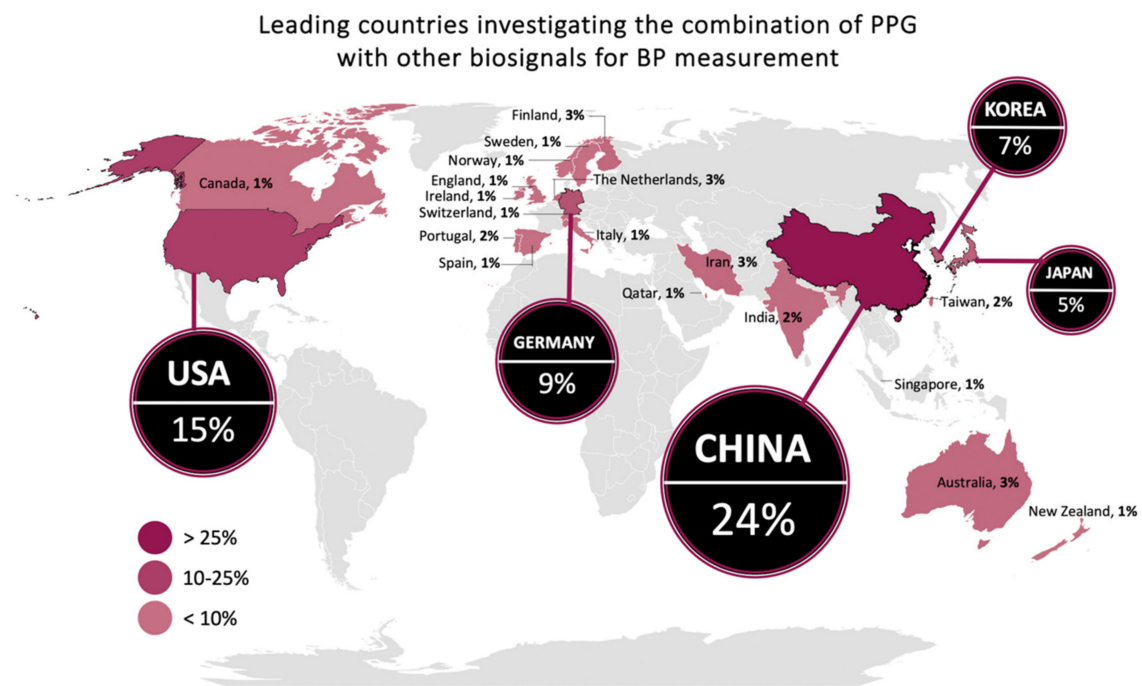 Leading countries investigating the combination of PPG
with other biosignals for BP measurement
Finland, 3%
Sweden, 1%
Norway, 1%
England, 1%
Ireland, 1%
Switzerland, 1%
Portugal, 2%
Spain, 1%
The Netherlands, 3%
Italy, 1%
Canada, 1%
KOREA
7%
Iran, 3%
Qatar, 1%
India, 2%
JAPAN
5%
Taiwan, 2%
USA
15%
GERMANY
9%
CHINA
24%
Singapore, 1%
Australia, 3%
New Zealand, 1%
> 25%
10-25%
< 10%